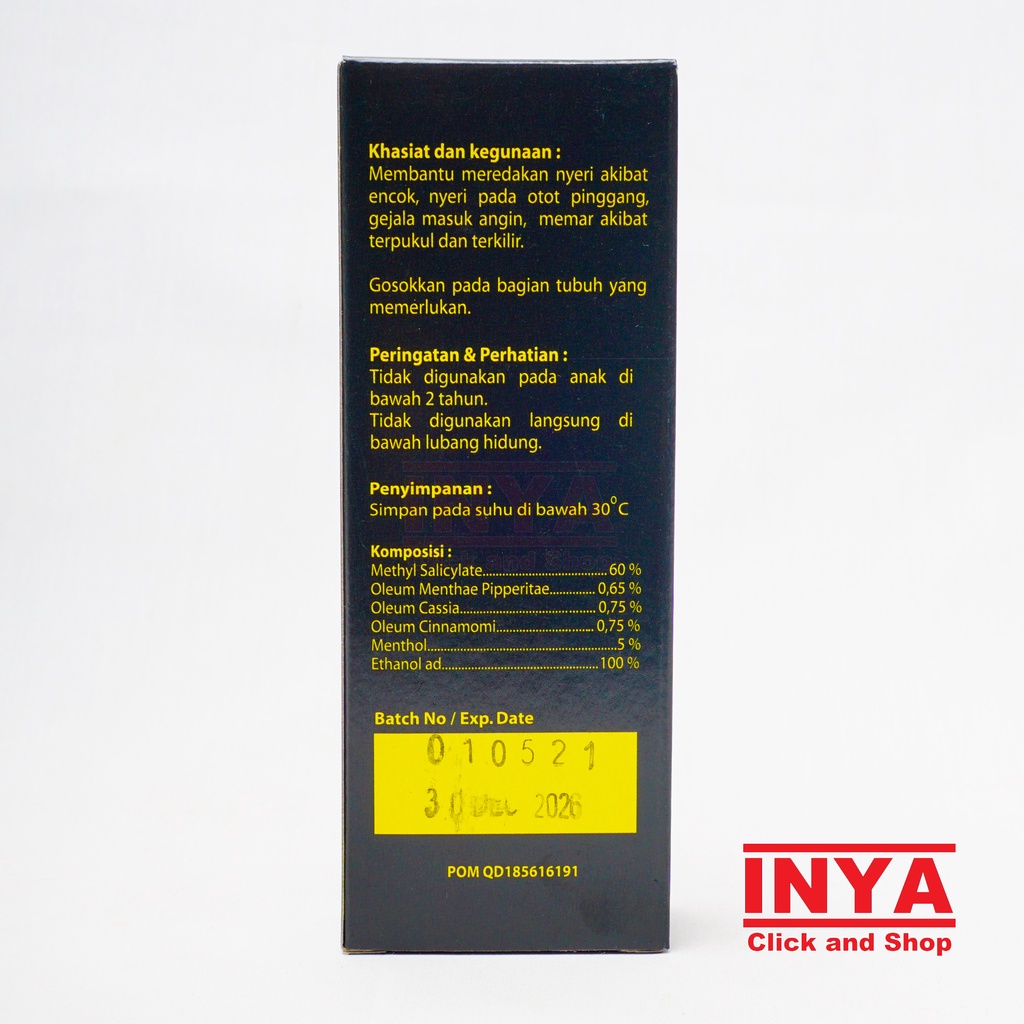 Khasiat dan kegunaan :
Membantu meredakan nyeri akibat
encok, nyeri pada otot pinggang,
gejala masuk angin, memar akibat
terpukul dan terkilir.
Gosokkan pada bagian tubuh yang
memerlukan.
Peringatan & Perhatian :
Tidak digunakan pada anak di
bawah 2 tahun.
Tidak digunakan langsung di
bawah lubang hidung.
Penyimpanan :
Simpan pada suhu di bawah 30°C
Komposisi :
Methyl Salicylate......................................60 %
Oleum Menthae Pipperitae..............0,65 %
Oleum Cassia.........................................0,75 %
Oleum Cinnamomi..............................0,75 %
Menthol.........................................................5 %
Ethanol ad...............................................100 %
Batch No / Exp. Date
010521
30 DEC 2026
POM QD185616191
INYA
Click and Shop